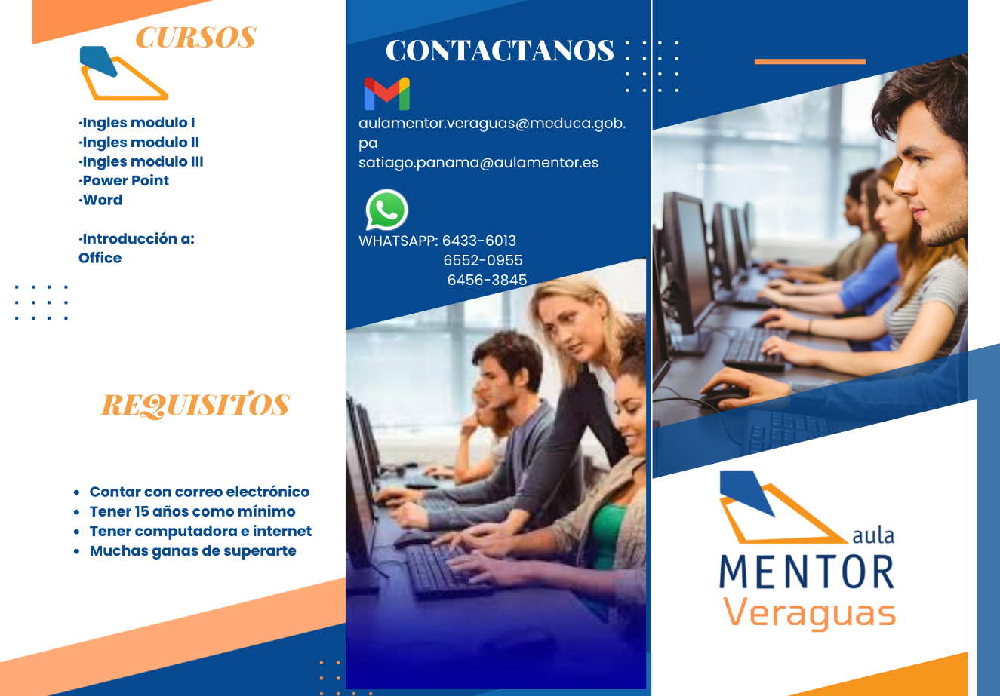 CURSOS
·Ingles modulo I
·Ingles modulo II
·Ingles modulo III
·Power Point
·Word
·Introducción a:
Office
REQUISITOS
• Contar con correo electrónico
• Tener 15 años como mínimo
• Tener computadora e internet
• Muchas ganas de superarte
CONTACTANOS
aulamentor.veraguas@meduca.gob.
pa
satiago.panama@aulamentor.es
WHATSAPP: 6433-6013
6552-0955
6456-3845
aula
MENTOR
Veraguas